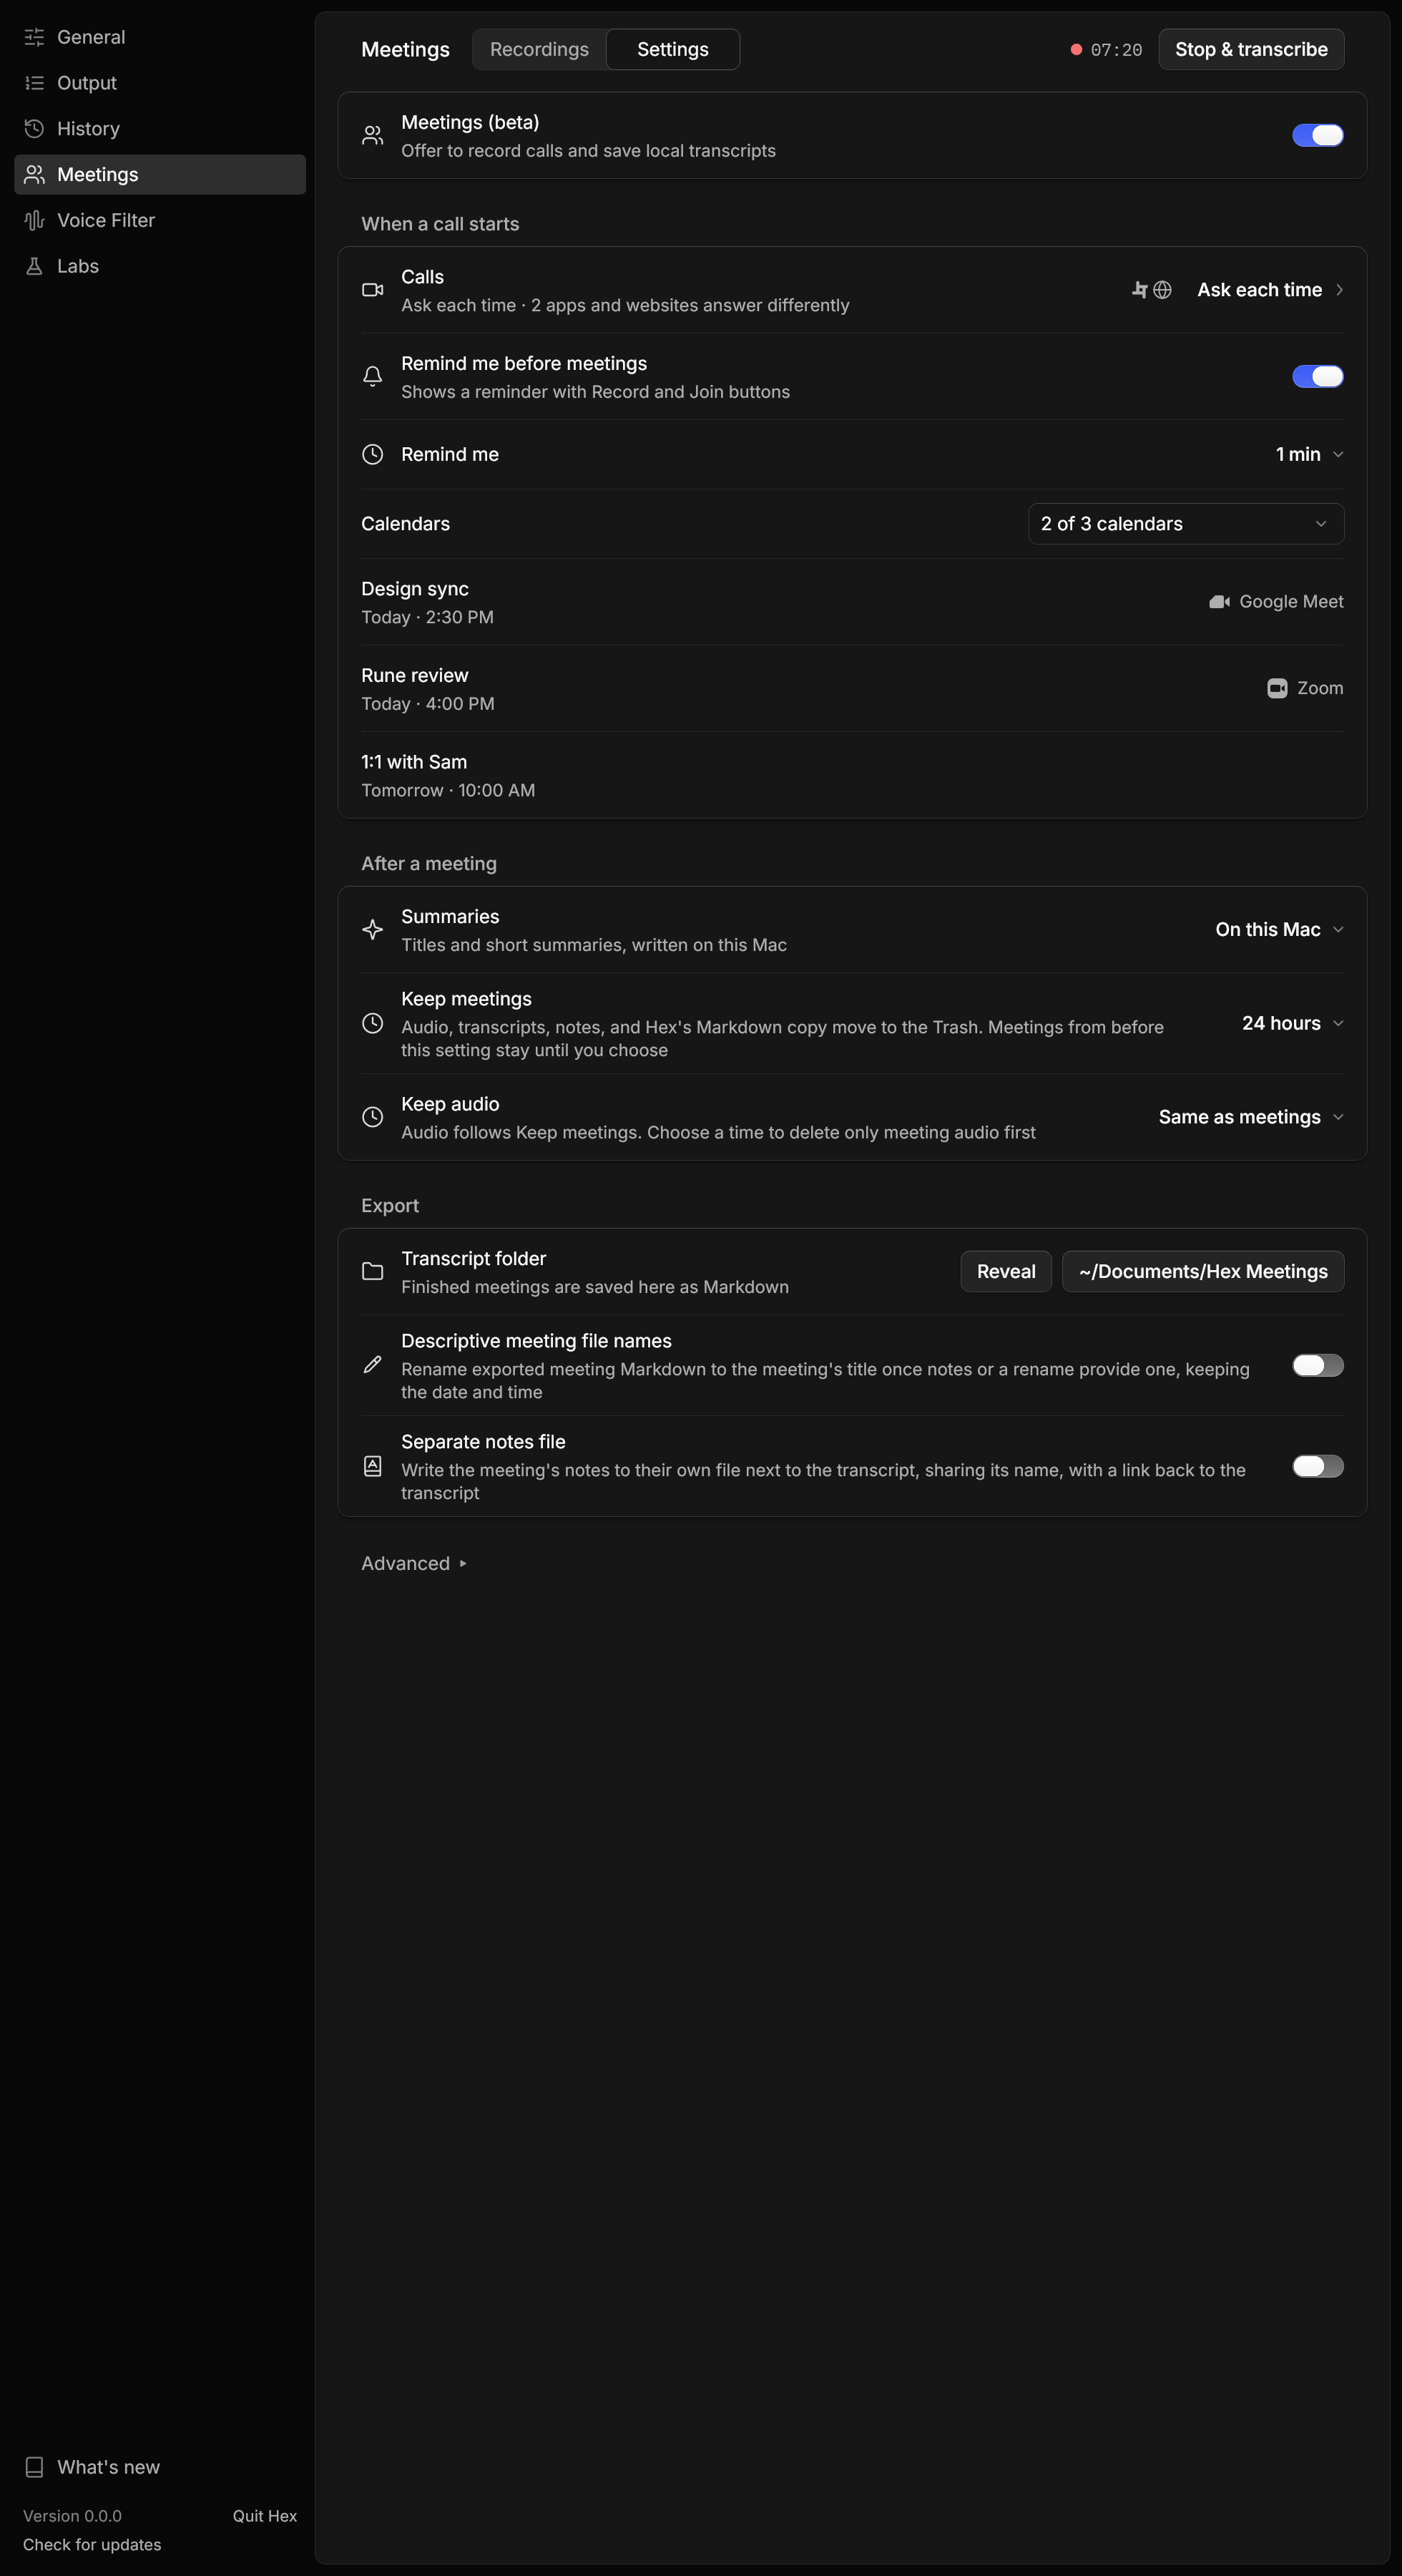 General
Output
History
Meetings
Voice Filter
Labs
What's new
Version 0.0.0
Quit Hex
Check for updates
Meetings
Recordings
Settings
07:20
Stop & transcribe
Meetings (beta)
Offer to record calls and save local transcripts
When a call starts
Calls
Ask each time · 2 apps and websites answer differently
Ask each time
Remind me before meetings
Shows a reminder with Record and Join buttons
Remind me
1 min
Calendars
2 of 3 calendars
Design sync
Today · 2:30 PM
Google Meet
Rune review
Today · 4:00 PM
Zoom
1:1 with Sam
Tomorrow · 10:00 AM
After a meeting
Summaries
Titles and short summaries, written on this Mac
On this Mac
Keep meetings
Audio, transcripts, notes, and Hex's Markdown copy move to the Trash. Meetings from before
this setting stay until you choose
24 hours
Keep audio
Audio follows Keep meetings. Choose a time to delete only meeting audio first
Same as meetings
Export
Transcript folder
Finished meetings are saved here as Markdown
Reveal
~/Documents/Hex Meetings
Descriptive meeting file names
Rename exported meeting Markdown to the meeting's title once notes or a rename provide one, keeping
the date and time
Separate notes file
Write the meeting's notes to their own file next to the transcript, sharing its name, with a link back to the
transcript
Advanced